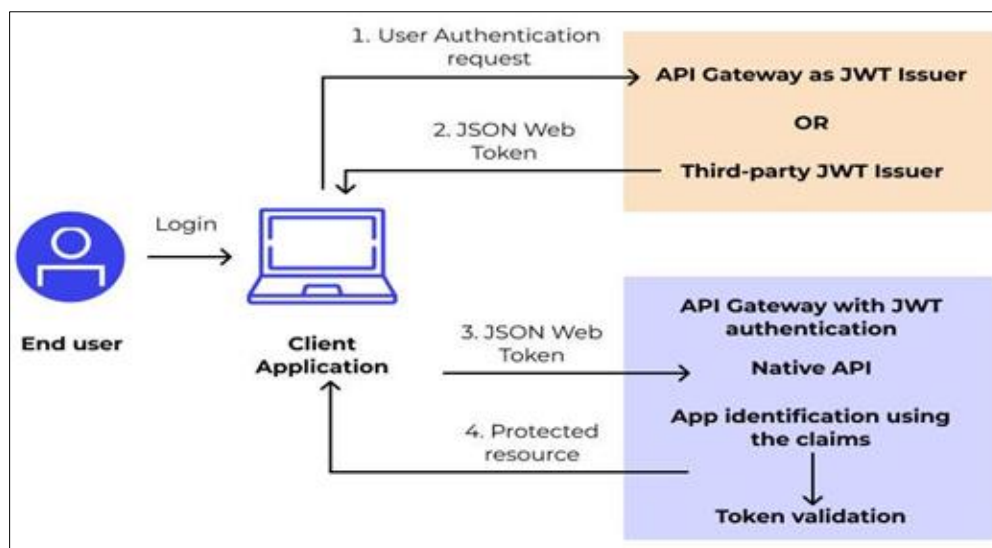 1. User Authentication
request
API Gateway as JWT Issuer
OR
Third-party JWT Issuer
2. JSON Web
Token
Login
End user
Client
Application
3. JSON Web
Token
4. Protected
resource
API Gateway with JWT
authentication
Native API
App identification using
the claims
Token validation